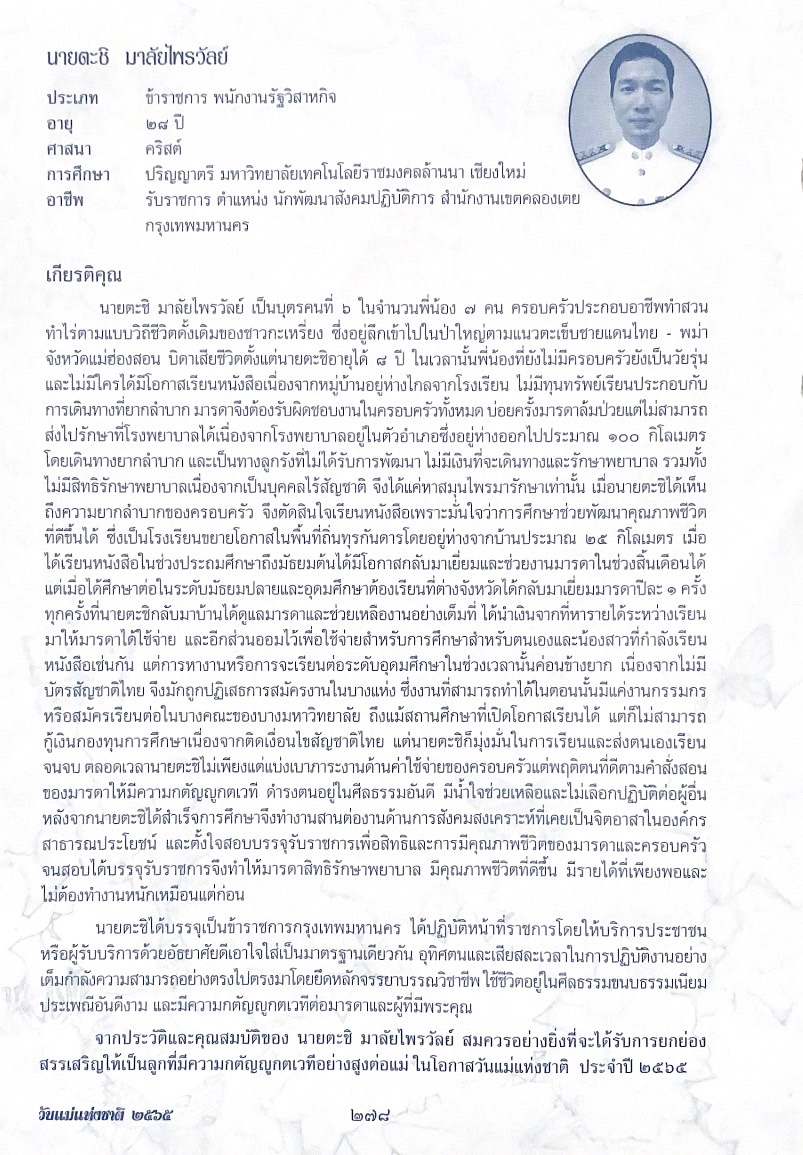 นายตะชิ มาลัยไพรวัลย์
ประเภท ข้าราชการ พนักงานรัฐวิสาหกิจ
อายุ ๒๘ ปี
ศาสนา คริสต์
การศึกษา ปริญญาตรี มหาวิทยาลัยเทคโนโลยีราชมงคลล้านนา เชียงใหม่
อาชีพ รับราชการ ตำแหน่ง นักพัฒนาสังคมปฏิบัติการ สำนักงานเขตคลองเตย
กรุงเทพมหานคร
เกียรติคุณ
นายตะชิ มาลัยไพรวัลย์ เป็นบุตรคนที่ ๖ ในจำนวนพี่น้อง ๗ คน ครอบครัวประกอบอาชีพทำสวน
ทำไร่ตามแบบวิถีชีวิตดั้งเดิมของชาวกะเหรี่ยง ซึ่งอยู่ลึกเข้าไปในป่าใหญ่ตามแนวตะเข็บชายแดนไทย - พม่า
จังหวัดแม่ฮ่องสอน บิดาเสียชีวิตตั้งแต่นายตะชิอายุได้ ๘ ปี ในเวลานั้นพี่น้องที่ยังไม่มีครอบครัวยังเป็นวัยรุ่น
และไม่มีใครได้มีโอกาสเรียนหนังสือเนื่องจากหมู่บ้านอยู่ห่างไกลจากโรงเรียน ไม่มีทุนทรัพย์เรียนประกอบกับ
การเดินทางที่ยากลำบาก มารดาจึงต้องรับผิดชอบงานในครอบครัวทั้งหมด บ่อยครั้งมารดาล้มป่วยแต่ไม่สามารถ
ส่งไปรักษาที่โรงพยาบาลได้เนื่องจากโรงพยาบาลอยู่ในตัวอำเภอซึ่งอยู่ห่างออกไปประมาณ ๑๐๐ กิโลเมตร
โดยเดินทางยากลำบาก และเป็นทางลูกรังที่ไม่ได้รับการพัฒนา ไม่มีเงินที่จะเดินทางและรักษาพยาบาล รวมทั้ง
ไม่มีสิทธิรักษาพยาบาลเนื่องจากเป็นบุคคลไร้สัญชาติ จึงได้แค่หาสมุนไพรมารักษาเท่านั้น เมื่อนายตะชิได้เห็น
ถึงความยากลำบากของครอบครัว จึงตัดสินใจเรียนหนังสือเพราะมั่นใจว่าการศึกษาช่วยพัฒนาคุณภาพชีวิต
ที่ดีขึ้นได้ ซึ่งเป็นโรงเรียนขยายโอกาสในพื้นที่ถิ่นทุรกันดารโดยอยู่ห่างจากบ้านประมาณ ๒๕ กิโลเมตร เมื่อ
ได้เรียนหนังสือในช่วงประถมศึกษาถึงมัธยมต้นได้มีโอกาสกลับมาเยี่ยมและช่วยงานมารดาในช่วงสิ้นเดือนได้
แต่เมื่อได้ศึกษาต่อในระดับมัธยมปลายและอุดมศึกษาต้องเรียนที่ต่างจังหวัดได้กลับมาเยี่ยมมารดาปีละ ๑ ครั้ง
ทุกครั้งที่นายตะชิกลับมาบ้านได้ดูแลมารดาและช่วยเหลืองานอย่างเต็มที่ ได้นำเงินจากที่หารายได้ระหว่างเรียน
มาให้มารดาได้ใช้จ่าย และอีกส่วนออมไว้เพื่อใช้จ่ายสำหรับการศึกษาสำหรับตนเองและน้องสาวที่กำลังเรียน
หนังสือเช่นกัน แต่การหางานหรือการจะเรียนต่อระดับอุดมศึกษาในช่วงเวลานั้นค่อนข้างยาก เนื่องจากไม่มี
บัตรสัญชาติไทย จึงมักถูกปฏิเสธการสมัครงานในบางแห่ง ซึ่งงานที่สามารถทำได้ในตอนนั้นมีแค่งานกรรมกร
หรือสมัครเรียนต่อในบางคณะของบางมหาวิทยาลัย ถึงแม้สถานศึกษาที่เปิดโอกาสเรียนได้ แต่ก็ไม่สามารถ
กู้เงินกองทุนการศึกษาเนื่องจากติดเงื่อนไขสัญชาติไทย แต่นายตะชิก็มุ่งมั่นในการเรียนและส่งตนเองเรียน
จนจบ ตลอดเวลานายตะชิไม่เพียงแต่แบ่งเบาภาระงานด้านค่าใช้จ่ายของครอบครัวแต่พฤติตนที่ดีตามคำสั่งสอน
ของมารดาให้มีความกตัญญูกตเวที ดำรงตนอยู่ในศีลธรรมอันดี มีน้ำใจช่วยเหลือและไม่เลือกปฏิบัติต่อผู้อื่น
หลังจากนายตะชิได้สำเร็จการศึกษาจึงทำงานสานต่องานด้านการสังคมสงเคราะห์ที่เคยเป็นจิตอาสาในองค์กร
สาธารณประโยชน์ และตั้งใจสอบบรรจุรับราชการเพื่อสิทธิและการมีคุณภาพชีวิตของมารดาและครอบครัว
จนสอบได้บรรจุรับราชการจึงทำให้มารดาสิทธิรักษาพยาบาล มีคุณภาพชีวิตที่ดีขึ้น มีรายได้ที่เพียงพอและ
ไม่ต้องทำงานหนักเหมือนแต่ก่อน
นายตะชิได้บรรจุเป็นข้าราชการกรุงเทพมหานคร ได้ปฏิบัติหน้าที่ราชการโดยให้บริการประชาชน
หรือผู้รับบริการด้วยอัธยาศัยดีเอาใจใส่เป็นมาตรฐานเดียวกัน อุทิศตนและเสียสละเวลาในการปฏิบัติงานอย่าง
เต็มกำลังความสามารถอย่างตรงไปตรงมาโดยยึดหลักจรรยาบรรณวิชาชีพ ใช้ชีวิตอยู่ในศีลธรรมขนบธรรมเนียม
ประเพณีอันดีงาม และมีความกตัญญูกตเวทีต่อมารดาและผู้ที่มีพระคุณ
จากประวัติและคุณสมบัติของ นายตะชิ มาลัยไพรวัลย์ สมควรอย่างยิ่งที่จะได้รับการยกย่อง
สรรเสริญให้เป็นลูกที่มีความกตัญญูกตเวทีอย่างสูงต่อแม่ ในโอกาสวันแม่แห่งชาติ ประจำปี ๒๕๖๕
วันแม่แห่งชาติ ๒๕๖๕
๒๗๘